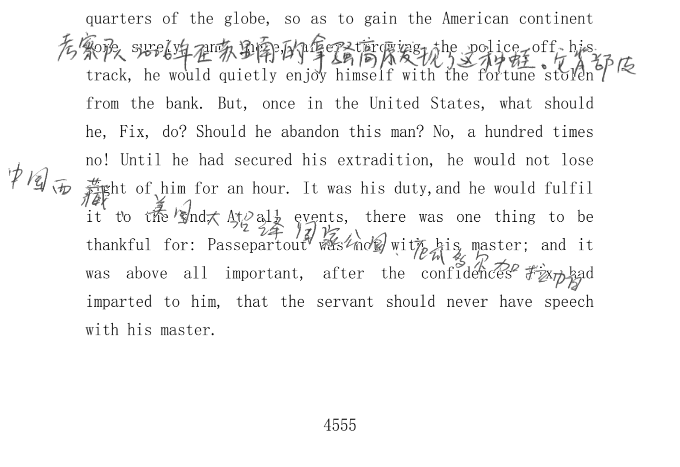 quarters of the globe, so as to gain the American continent
more surely; and there, after throwing the police off his
考察队2006年在苏里南的拿骚高原发现了这种蛙。它背部皮
track, he would quietly enjoy himself with the fortune stolen
from the bank. But, once in the United States, what should
he, Fix, do? Should he abandon this man? No, a hundred times
no! Until he had secured his extradition, he would not lose
中国西藏
sight of him for an hour. It was his duty,and he would fulfil
it to the end. At all events, there was one thing to be
美国大沼泽国家公园、厄瓜多尔加拉帕
thankful for: Passepartout was not with his master; and it
was above all important, after the confidences Fix had
imparted to him, that the servant should never have speech
with his master.
4555